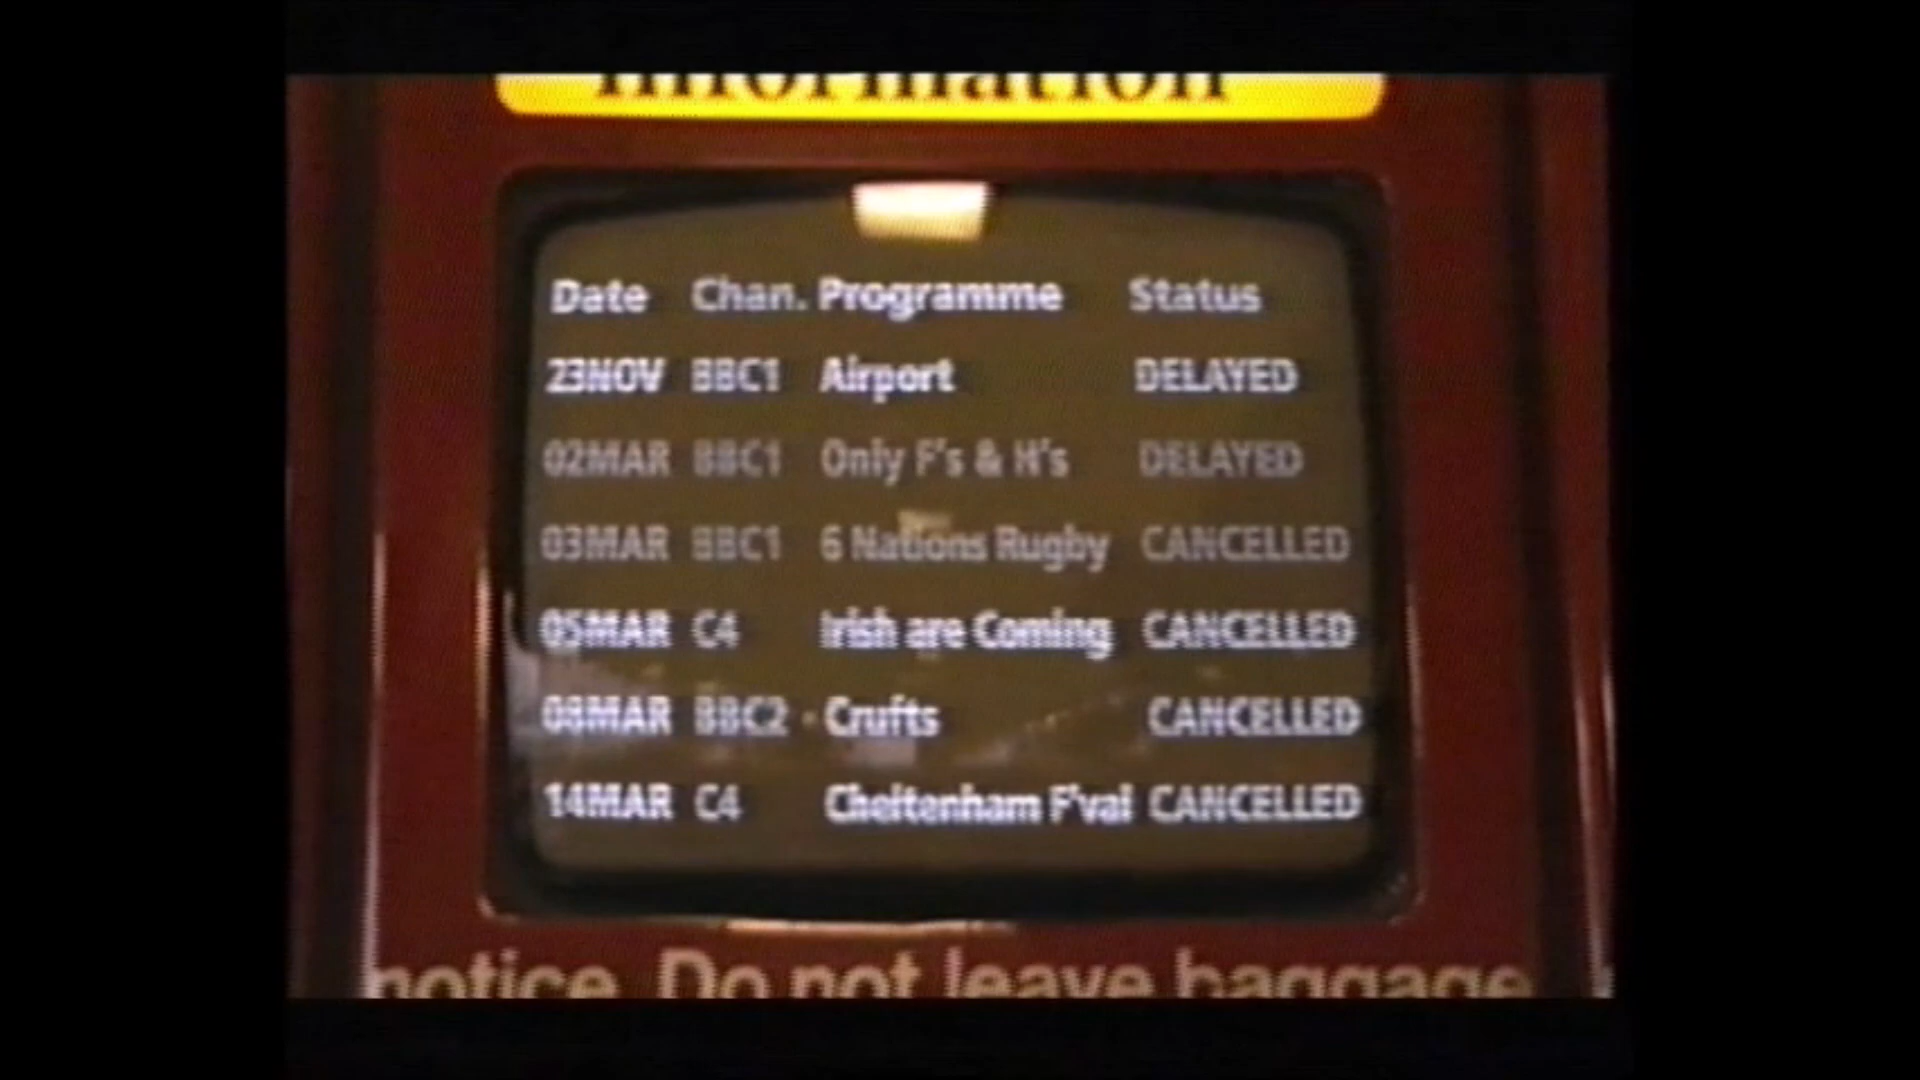 Information
Date Chan. Programme Status
23NOV BBC1 Airport DELAYED
02MAR BBC1 Only F's & H's DELAYED
03MAR BBC1 6 Nations Rugby CANCELLED
05MAR C4 Irish are Coming CANCELLED
08MAR BBC2 Crufts CANCELLED
14MAR C4 Cheltenham F'val CANCELLED
notice. Do not leave baggage